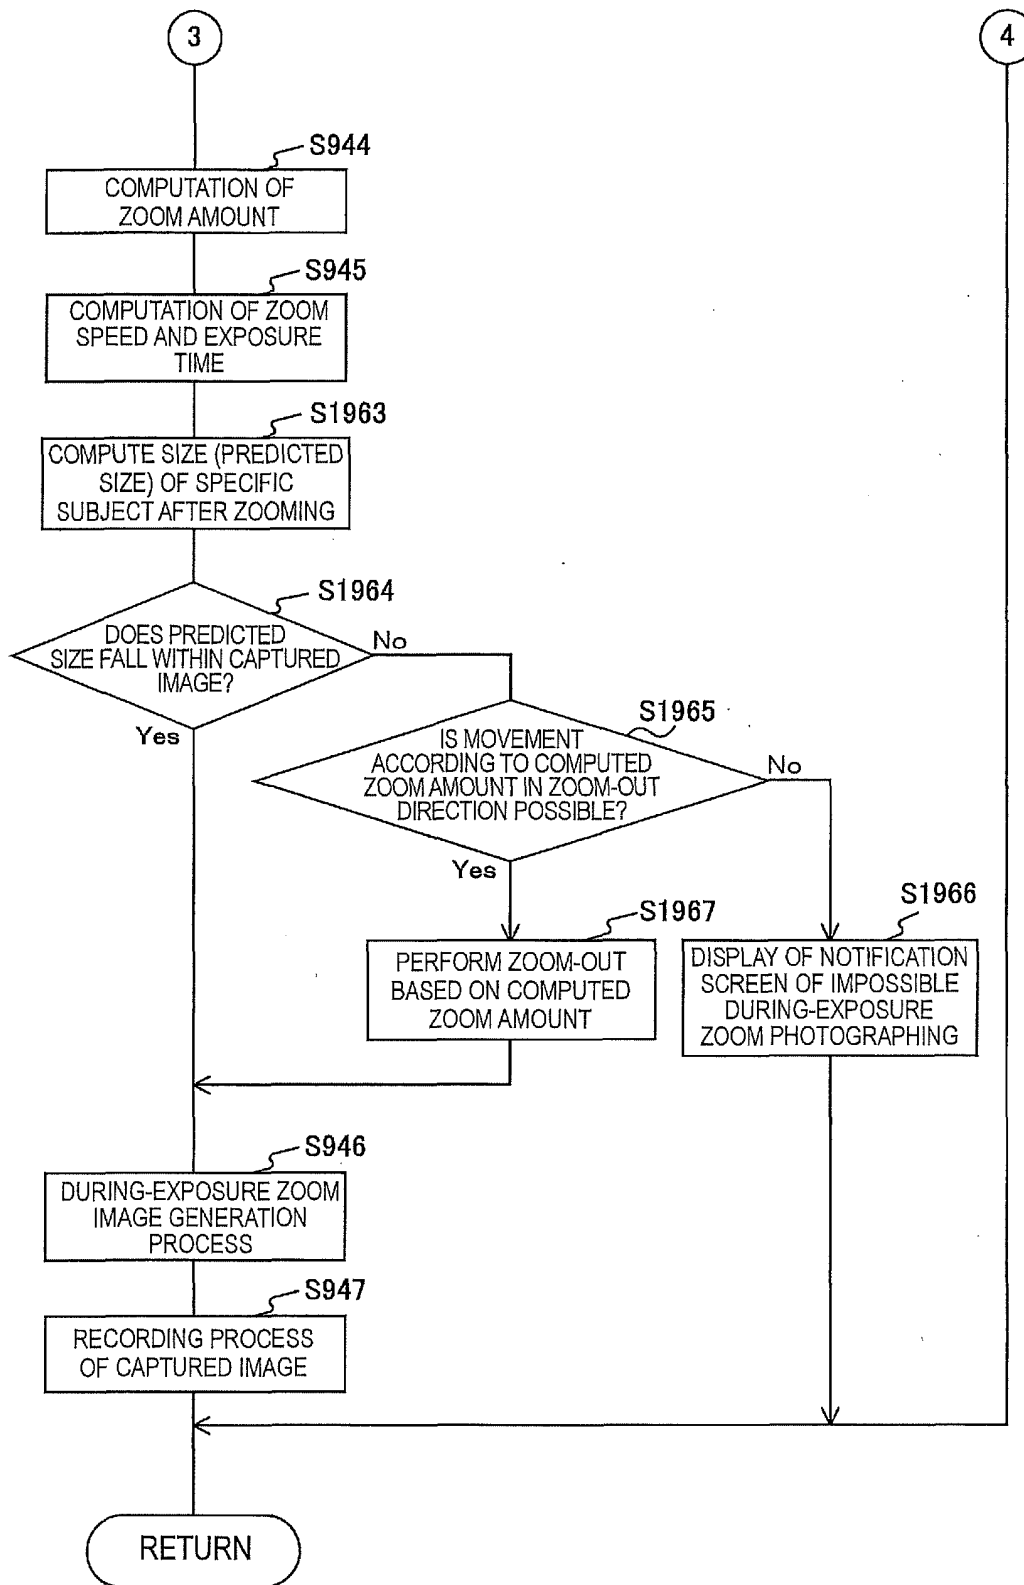 3
4
S944
COMPUTATION OF
ZOOM AMOUNT
S945
COMPUTATION OF ZOOM
SPEED AND EXPOSURE
TIME
S1963
COMPUTE SIZE (PREDICTED
SIZE) OF SPECIFIC
SUBJECT AFTER ZOOMING
S1964
DOES PREDICTED
SIZE FALL WITHIN CAPTURED
IMAGE?
No
Yes
S1965
IS MOVEMENT
ACCORDING TO COMPUTED
ZOOM AMOUNT IN ZOOM-OUT
DIRECTION POSSIBLE?
No
Yes
S1967
PERFORM ZOOM-OUT
BASED ON COMPUTED
ZOOM AMOUNT
S1966
DISPLAY OF NOTIFICATION
SCREEN OF IMPOSSIBLE
DURING-EXPOSURE
ZOOM PHOTOGRAPHING
S946
DURING-EXPOSURE ZOOM
IMAGE GENERATION
PROCESS
S947
RECORDING PROCESS
OF CAPTURED IMAGE
RETURN